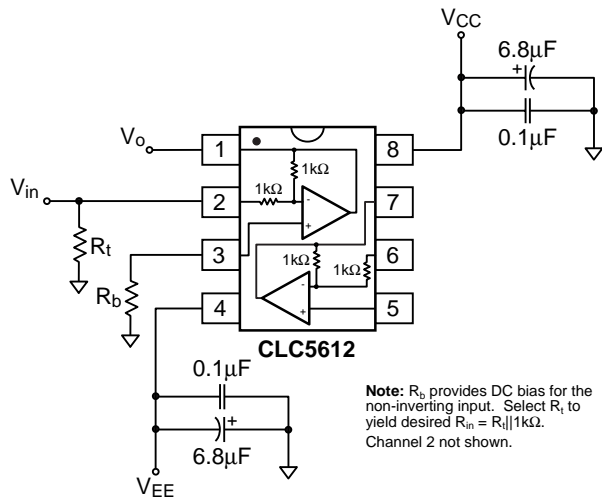 VCC
6.8μF
+
0.1μF
Vo
1
8
1kΩ
Vin
2
1kΩ
-
7
+
Rt
3
6
1kΩ
1kΩ
Rb
-
4
+
5
CLC5612
0.1μF
+
6.8μF
VEE
Note: Rb provides DC bias for the
non-inverting input. Select Rt to
yield desired Rin = Rt||1kΩ.
Channel 2 not shown.